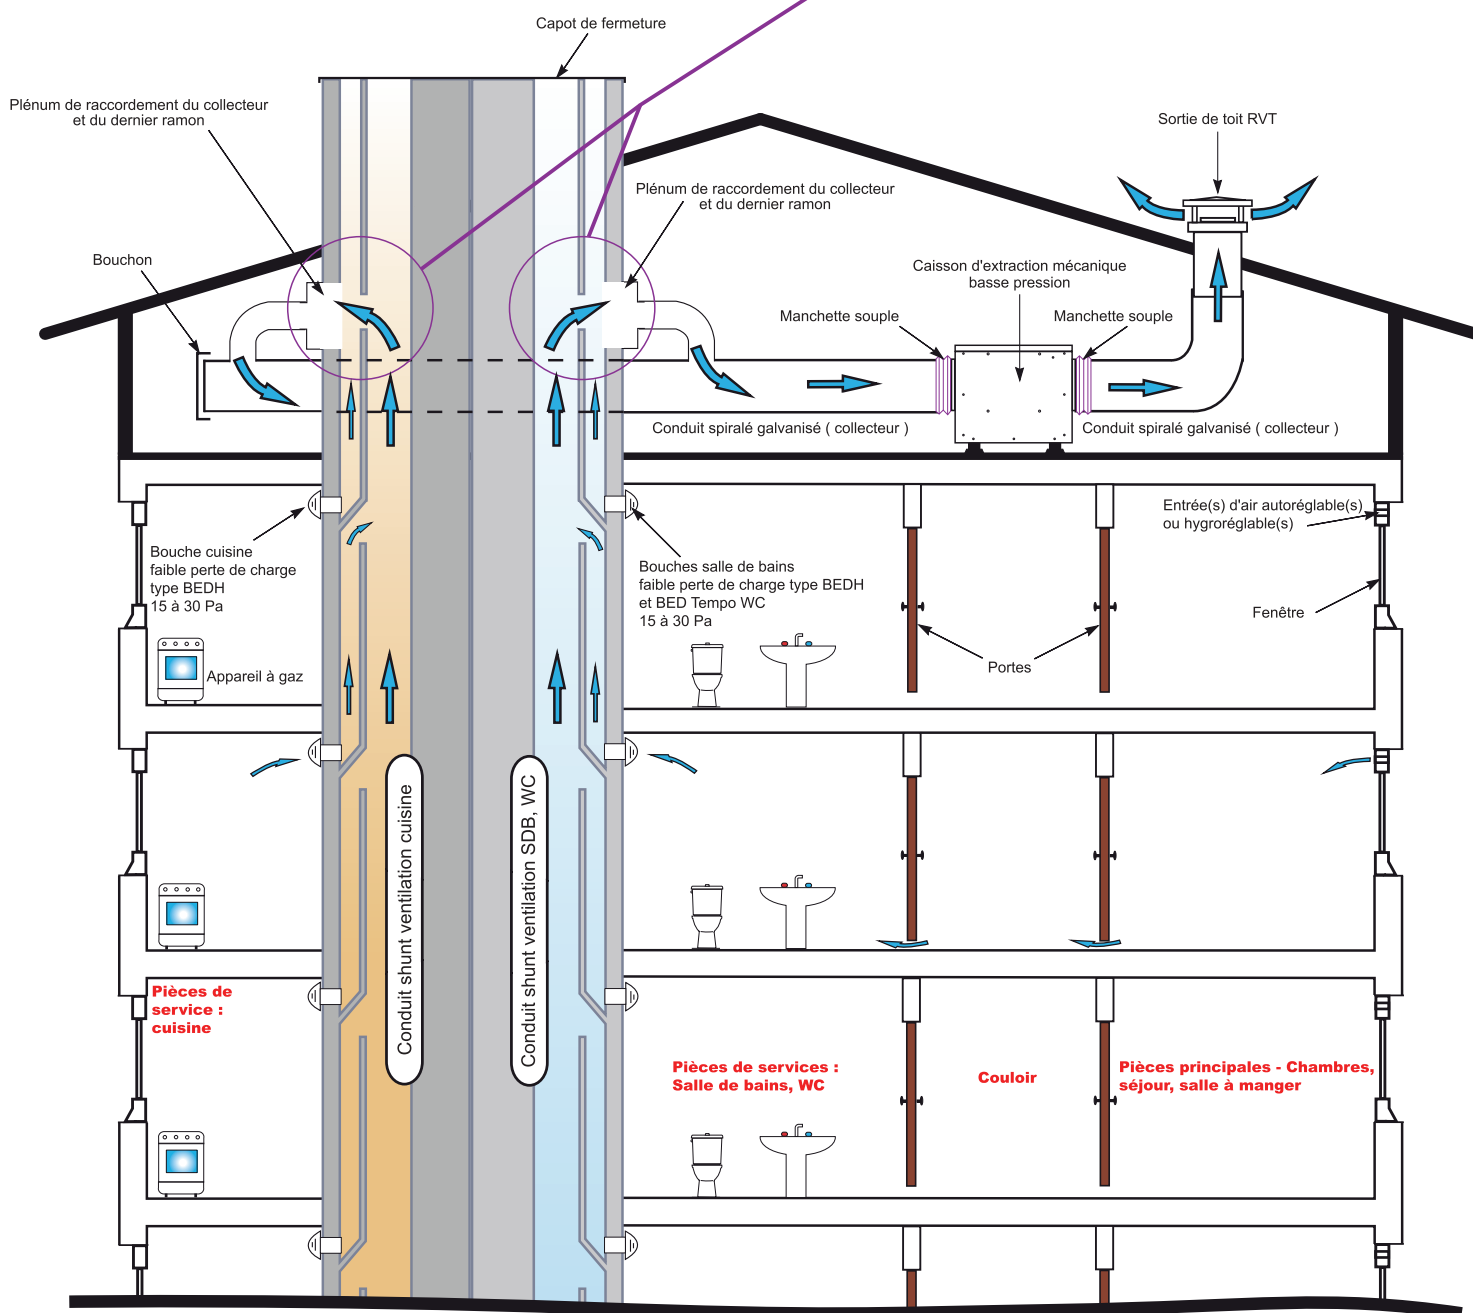 Capot de fermeture
Plénum de raccordement du collecteur
et du dernier ramon
Sortie de toit RVT
Plénum de raccordement du collecteur
et du dernier ramon
Bouchon
Caisson d'extraction mécanique
basse pression
Manchette souple
Manchette souple
Conduit spiralé galvanisé ( collecteur )
Conduit spiralé galvanisé ( collecteur )
Entrée(s) d'air autoréglable(s)
ou hygroréglable(s)
Bouche cuisine
faible perte de charge
type BEDH
15 à 30 Pa
Bouches salle de bains
faible perte de charge type BEDH
et BED Tempo WC
15 à 30 Pa
Fenêtre
Portes
Appareil à gaz
Conduit shunt ventilation cuisine
Conduit shunt ventilation SDB, WC
Pièces de
service :
cuisine
Pièces de services :
Salle de bains, WC
Couloir
Pièces principales - Chambres,
séjour, salle à manger